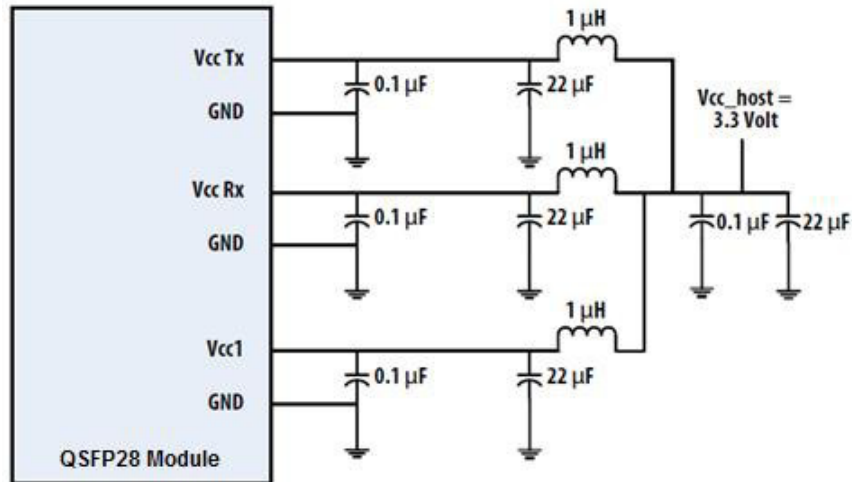 1 µH
Vcc Tx
0.1 µF
22 µF
Vcc_host =
3.3 Volt
GND
1 µH
Vcc Rx
0.1 µF
22 µF
0.1 µF
22 µF
GND
1 µH
Vcc1
0.1 µF
22 µF
GND
QSFP28 Module